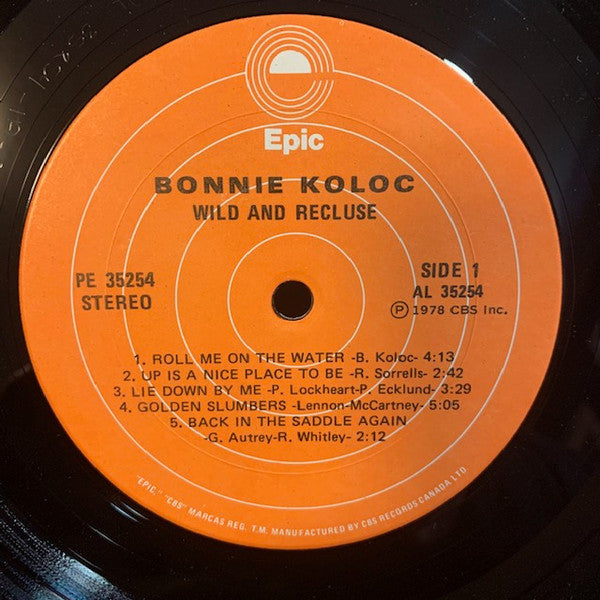 Epic
BONNIE KOLOC
WILD AND RECLUSE
PE 35254
STEREO
SIDE 1
AL 35254
Ⓟ 1978 CBS Inc.
1. ROLL ME ON THE WATER -B. Koloc- 4:13
2. UP IS A NICE PLACE TO BE -R. Sorrells- 2:42
3. LIE DOWN BY ME -P. Lockheart-P. Ecklund- 3:29
4. GOLDEN SLUMBERS -Lennon-McCartney- 5:05
5. BACK IN THE SADDLE AGAIN
-G. Autrey-R. Whitley- 2:12
"EPIC," "CBS" MARCAS REG. T.M. MANUFACTURED BY CBS RECORDS CANADA LTD.